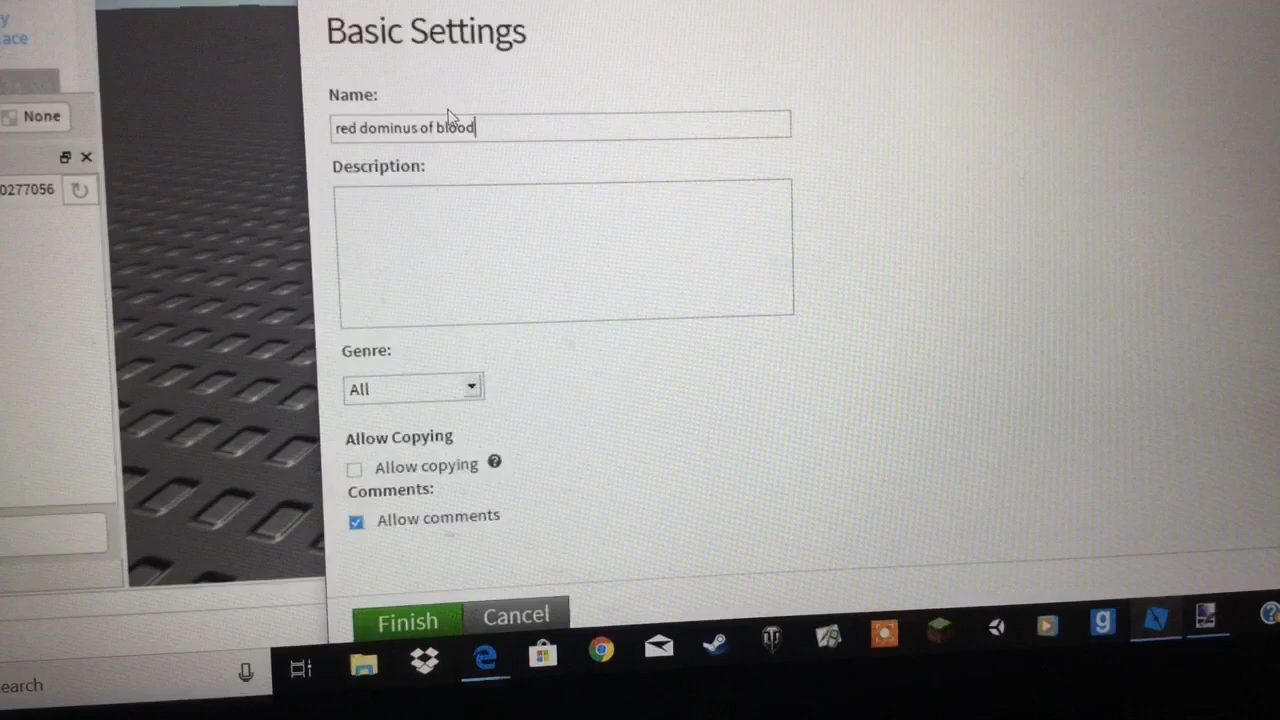 y
ace
None
0277056
Basic Settings
Name:
red dominus of blood
Description:
Genre:
All
Allow Copying
Allow copying
Comments:
Allow comments
Finish
Cancel
earch